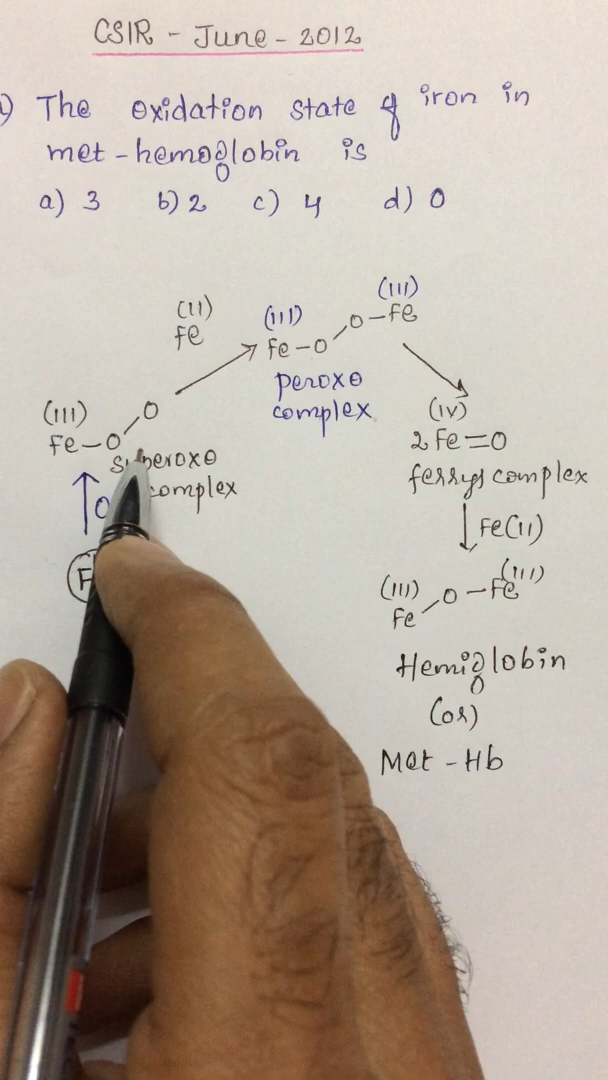 CSIR - June - 2012
The oxidation state of iron in
met-hemoglobin is
a) 3 b) 2 c) 4 d) 0
(II)
Fe
(III)
Fe-O
O-Fe
(III)
peroxo
complex
(III)
Fe-O
O
superoxo
complex
(IV)
2Fe=O
ferryl complex
Fe(II)
(III)
Fe
O-Fe
(III)
Hemiglobin
(or)
Met-Hb